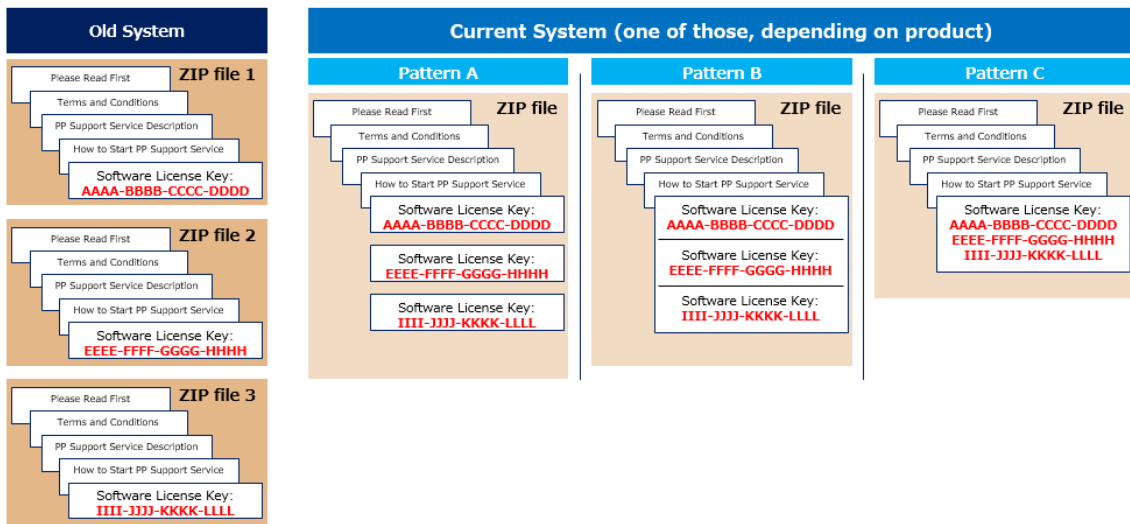 Old System
ZIP file 1
Please Read First
Terms and Conditions
PP Support Service Description
How to Start PP Support Service
Software License Key:
AAAA-BBBB-CCCC-DDDD
ZIP file 2
Please Read First
Terms and Conditions
PP Support Service Description
How to Start PP Support Service
Software License Key:
EEEE-FFFF-GGGG-HHHH
ZIP file 3
Please Read First
Terms and Conditions
PP Support Service Description
How to Start PP Support Service
Software License Key:
IIII-JJJJ-KKKK-LLLL
Current System (one of those, depending on product)
Pattern A
ZIP file
Please Read First
Terms and Conditions
PP Support Service Description
How to Start PP Support Service
Software License Key:
AAAA-BBBB-CCCC-DDDD
Software License Key:
EEEE-FFFF-GGGG-HHHH
Software License Key:
IIII-JJJJ-KKKK-LLLL
Pattern B
ZIP file
Please Read First
Terms and Conditions
PP Support Service Description
How to Start PP Support Service
Software License Key:
AAAA-BBBB-CCCC-DDDD
Software License Key:
EEEE-FFFF-GGGG-HHHH
Software License Key:
IIII-JJJJ-KKKK-LLLL
Pattern C
ZIP file
Please Read First
Terms and Conditions
PP Support Service Description
How to Start PP Support Service
Software License Key:
AAAA-BBBB-CCCC-DDDD
EEEE-FFFF-GGGG-HHHH
IIII-JJJJ-KKKK-LLLL